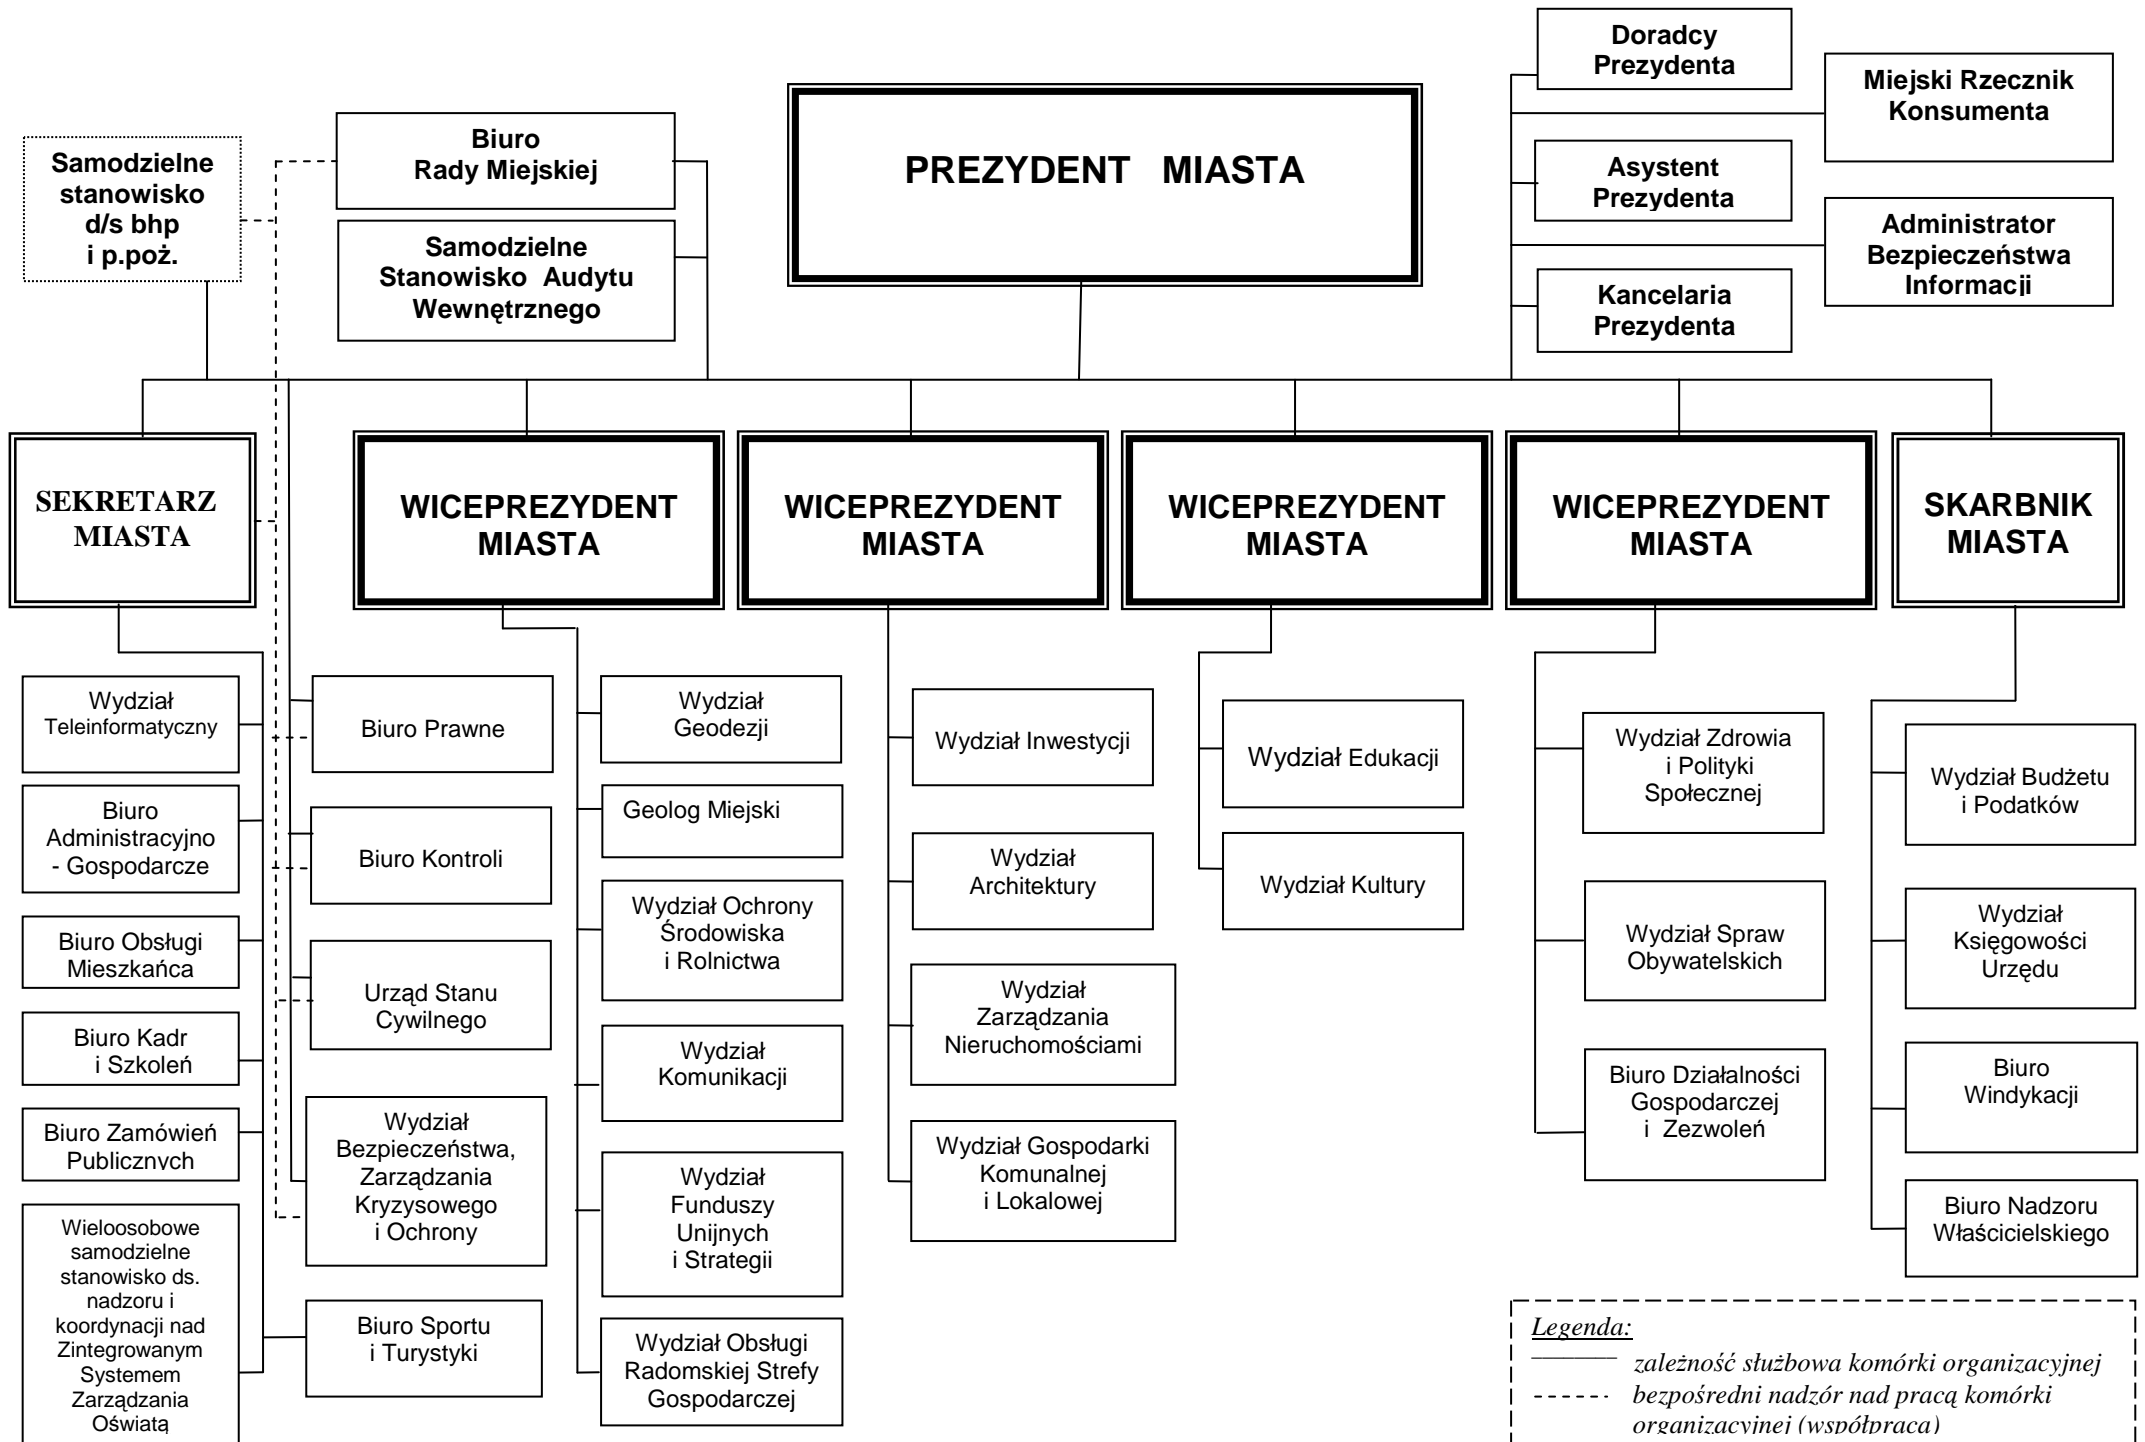 Doradcy
Prezydenta
Miejski Rzecznik
Konsumenta
PREZYDENT MIASTA
Biuro
Rady Miejskiej
Samodzielne
stanowisko
d/s bhp
i p.poż.
Asystent
Prezydenta
Samodzielne
Stanowisko Audytu
Wewnętrznego
Administrator
Bezpieczeństwa
Informacji
Kancelaria
Prezydenta
SEKRETARZ
MIASTA
WICEPREZYDENT
MIASTA
WICEPREZYDENT
MIASTA
WICEPREZYDENT
MIASTA
WICEPREZYDENT
MIASTA
SKARBNIK
MIASTA
Wydział
Teleinformatyczny
Biuro
Administracyjno
- Gospodarcze
Biuro Obsługi
Mieszkańca
Biuro Kadr
i Szkoleń
Biuro Zamówień
Publicznych
Wieloosobowe
samodzielne
stanowisko ds.
nadzoru i
koordynacji nad
Zintegrowanym
Systemem
Zarządzania
Oświatą
Biuro Prawne
Biuro Kontroli
Urząd Stanu
Cywilnego
Wydział
Bezpieczeństwa,
Zarządzania
Kryzysowego
i Ochrony
Biuro Sportu
i Turystyki
Wydział
Geodezji
Geolog Miejski
Wydział Ochrony
Środowiska
i Rolnictwa
Wydział
Komunikacji
Wydział
Funduszy
Unijnych
i Strategii
Wydział Obsługi
Radomskiej Strefy
Gospodarczej
Wydział Inwestycji
Wydział
Architektury
Wydział
Zarządzania
Nieruchomościami
Wydział Gospodarki
Komunalnej
i Lokalowej
Wydział Edukacji
Wydział Kultury
Wydział Zdrowia
i Polityki
Społecznej
Wydział Spraw
Obywatelskich
Biuro Działalności
Gospodarczej
i Zezwoleń
Wydział Budżetu
i Podatków
Wydział
Księgowości
Urzędu
Biuro
Windykacji
Biuro Nadzoru
Właścicielskiego
Legenda:
zależność służbowa komórki organizacyjnej
bezpośredni nadzór nad pracą komórki
organizacyjnej (współpraca)